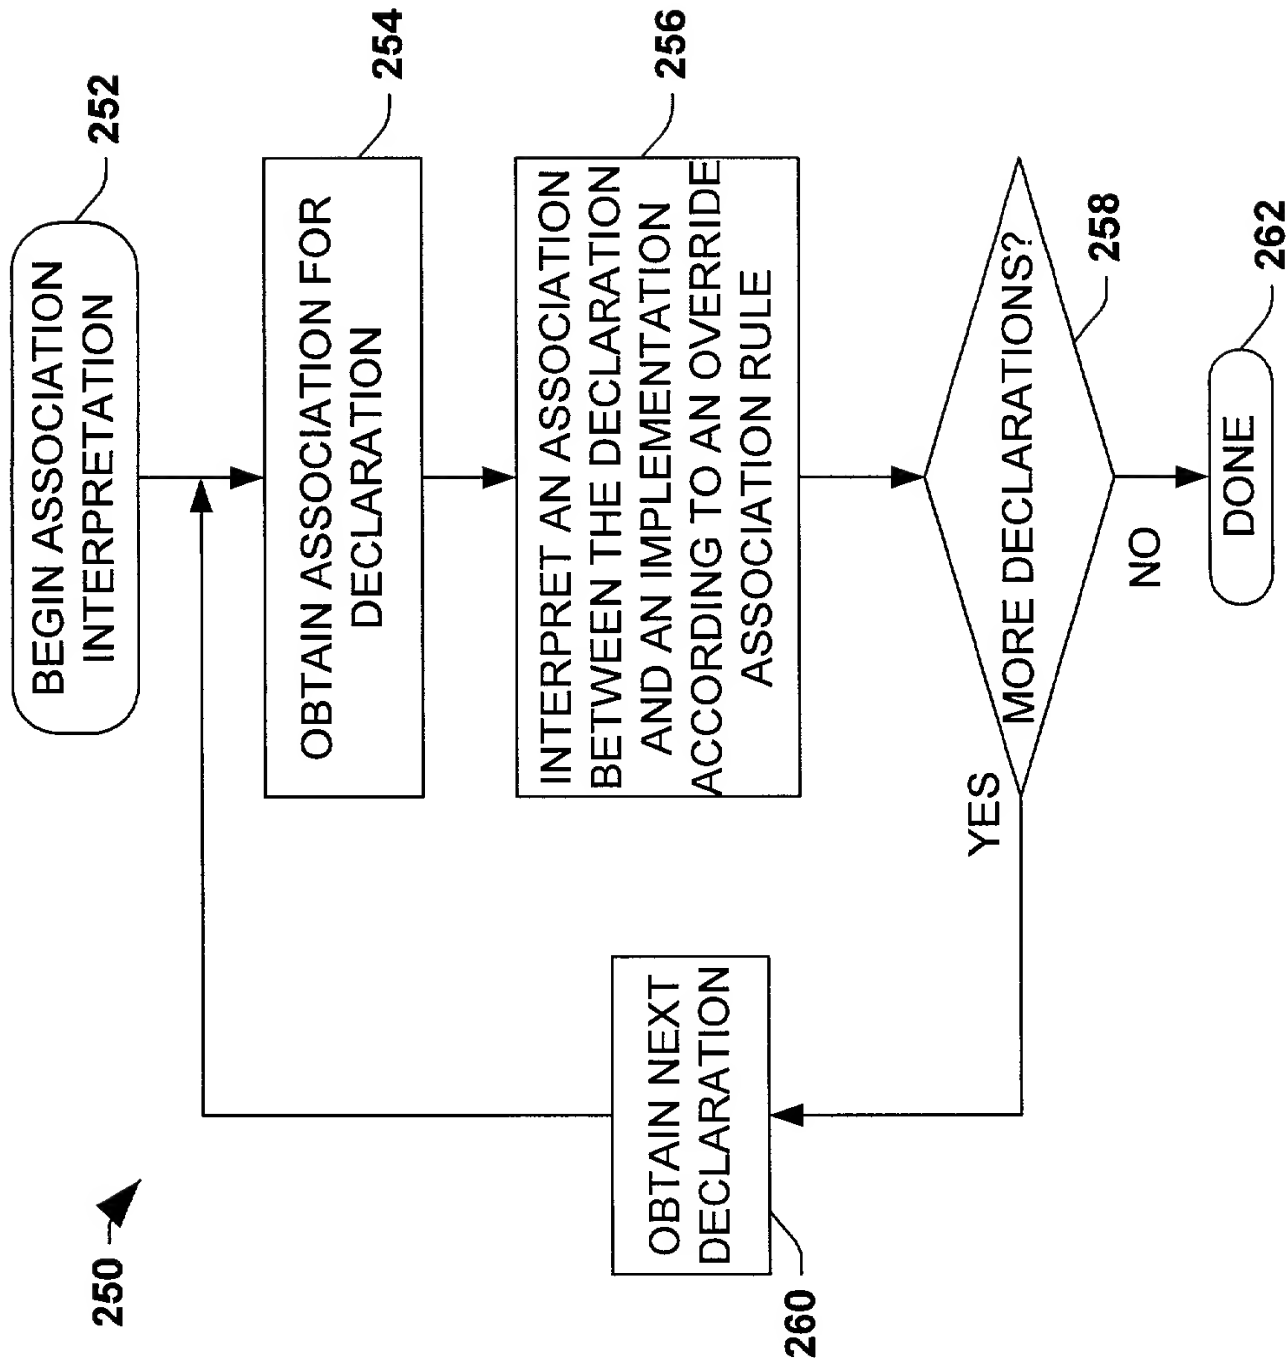 250
BEGIN ASSOCIATION
INTERPRETATION
252
OBTAIN ASSOCIATION FOR
DECLARATION
254
INTERPRET AN ASSOCIATION
BETWEEN THE DECLARATION
AND AN IMPLEMENTATION
ACCORDING TO AN OVERRIDE
ASSOCIATION RULE
256
MORE DECLARATIONS?
258
YES
NO
OBTAIN NEXT
DECLARATION
260
DONE
262